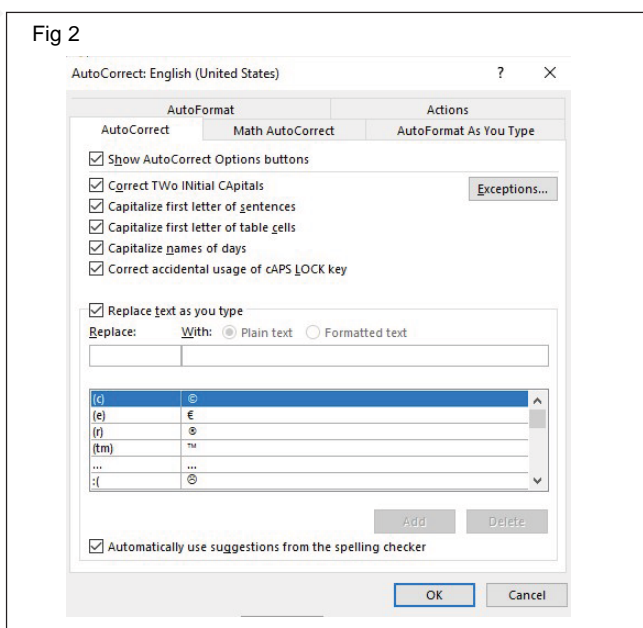 Fig 2
AutoCorrect: English (United States) ? ×
AutoFormat Actions
AutoCorrect Math AutoCorrect AutoFormat As You Type
Show AutoCorrect Options buttons
Correct TWo INitial CApitals Exceptions...
Capitalize first letter of sentences
Capitalize first letter of table cells
Capitalize names of days
Correct accidental usage of cAPS LOCK key
Replace text as you type
Replace: With: Plain text Formatted text
(c) ©
(e) €
(r) ®
(tm) ™
... ...
:( ☹
Add Delete
Automatically use suggestions from the spelling checker
OK Cancel